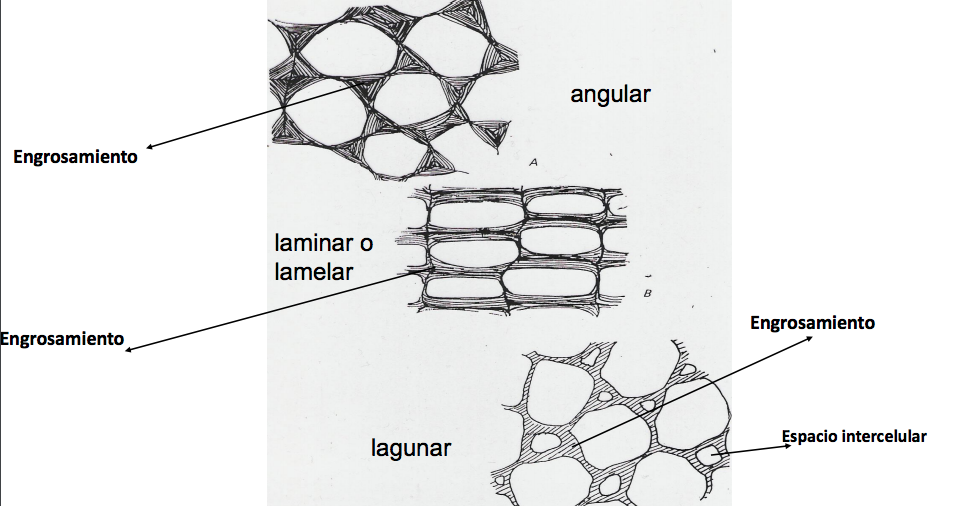 angular
Engrosamiento
A
laminar o
lamelar
B
Engrosamiento
Engrosamiento
Espacio intercelular
lagunar